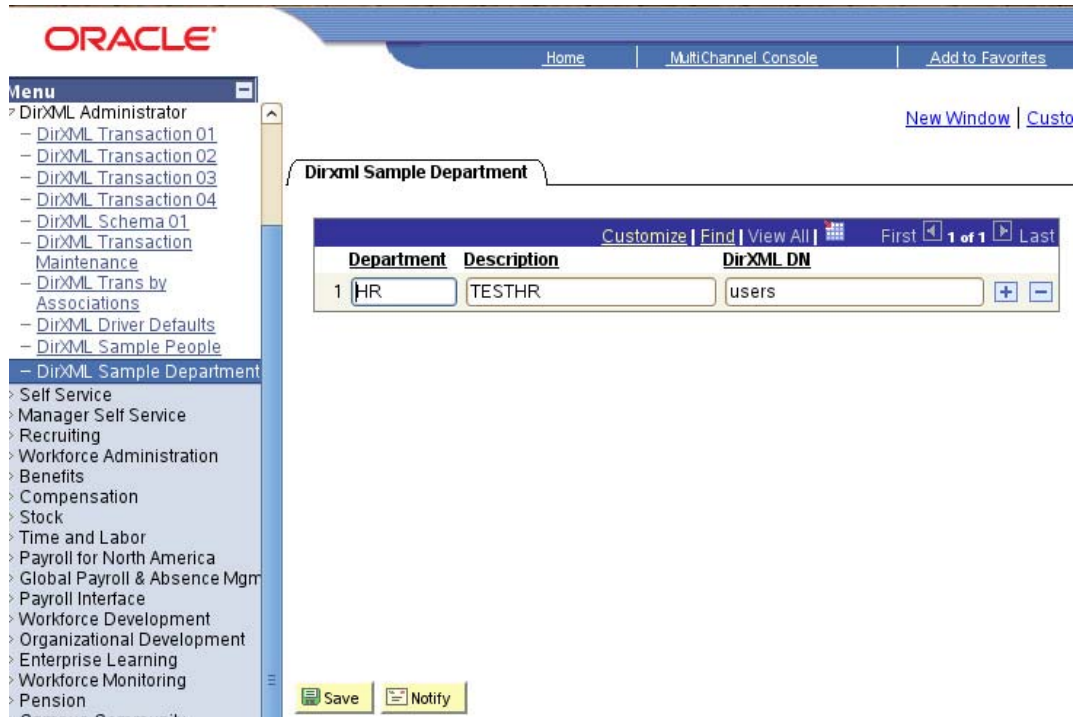 ORACLE'
Home | MultiChannel Console | Add to Favorites
Menu
DirXML Administrator
DirXML Transaction 01
DirXML Transaction 02
DirXML Transaction 03
DirXML Transaction 04
DirXML Schema 01
DirXML Transaction
Maintenance
DirXML Trans by
Associations
DirXML Driver Defaults
DirXML Sample People
DirXML Sample Department
Self Service
Manager Self Service
Recruiting
Workforce Administration
Benefits
Compensation
Stock
Time and Labor
Payroll for North America
Global Payroll & Absence Mgm
Payroll Interface
Workforce Development
Organizational Development
Enterprise Learning
Workforce Monitoring
Pension
New Window | Custo
Dirxml Sample Department
Customize | Find | View All | First 1 of 1 Last
Department Description DirXML DN
1 HR TESTHR users + -
Save Notify